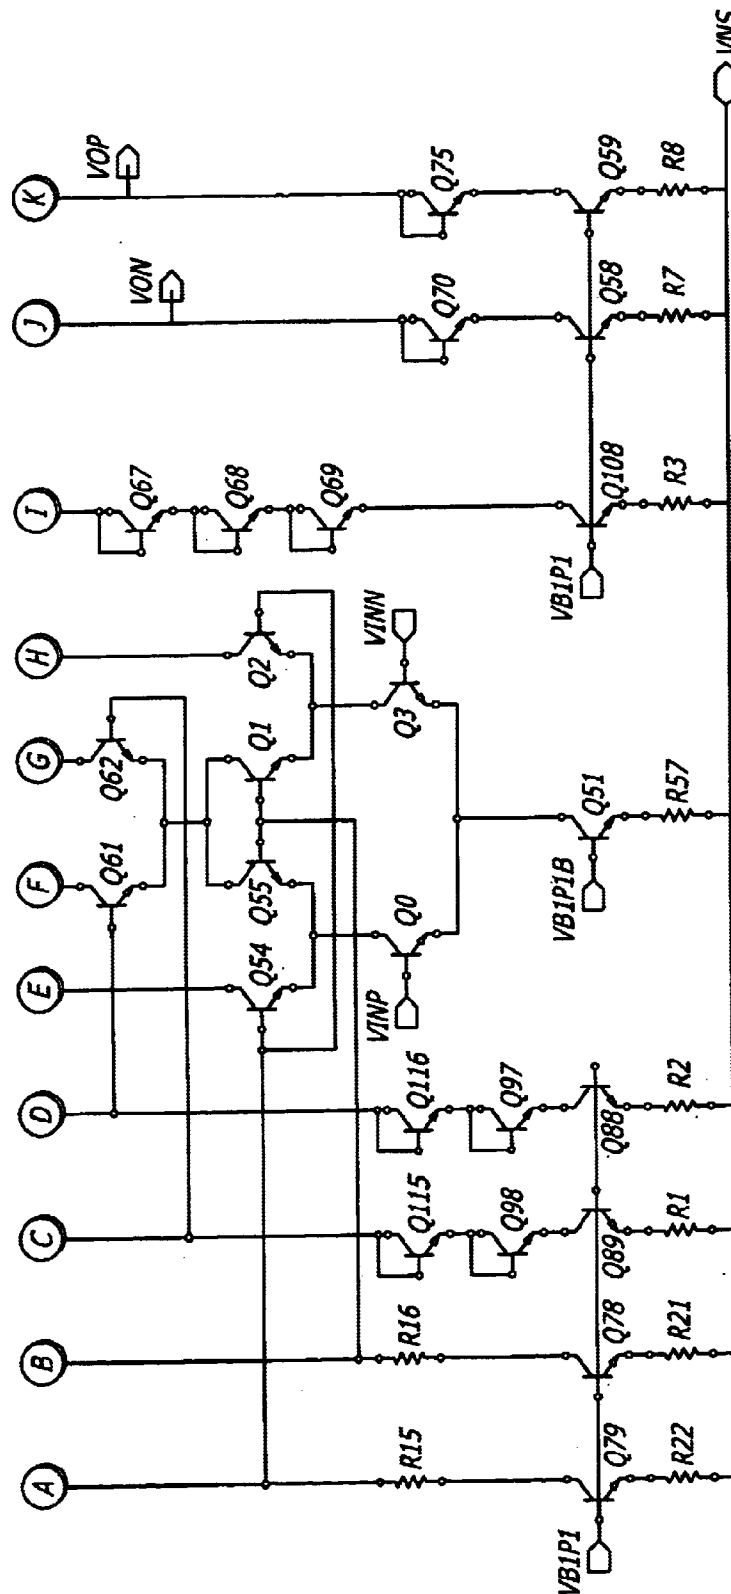 A
B
C
D
E
F
G
H
I
J
K
VOP
VON
Q67
Q68
Q69
Q70
Q75
Q62
Q61
Q2
Q1
Q55
Q54
VINN
Q3
Q0
VINP
Q116
Q97
Q115
Q98
R16
R15
VB1P1
Q108
Q58
Q59
R3
R7
R8
VB1P1B
Q51
R57
Q88
Q89
Q78
Q79
VB1P1
R2
R1
R21
R22
VNS